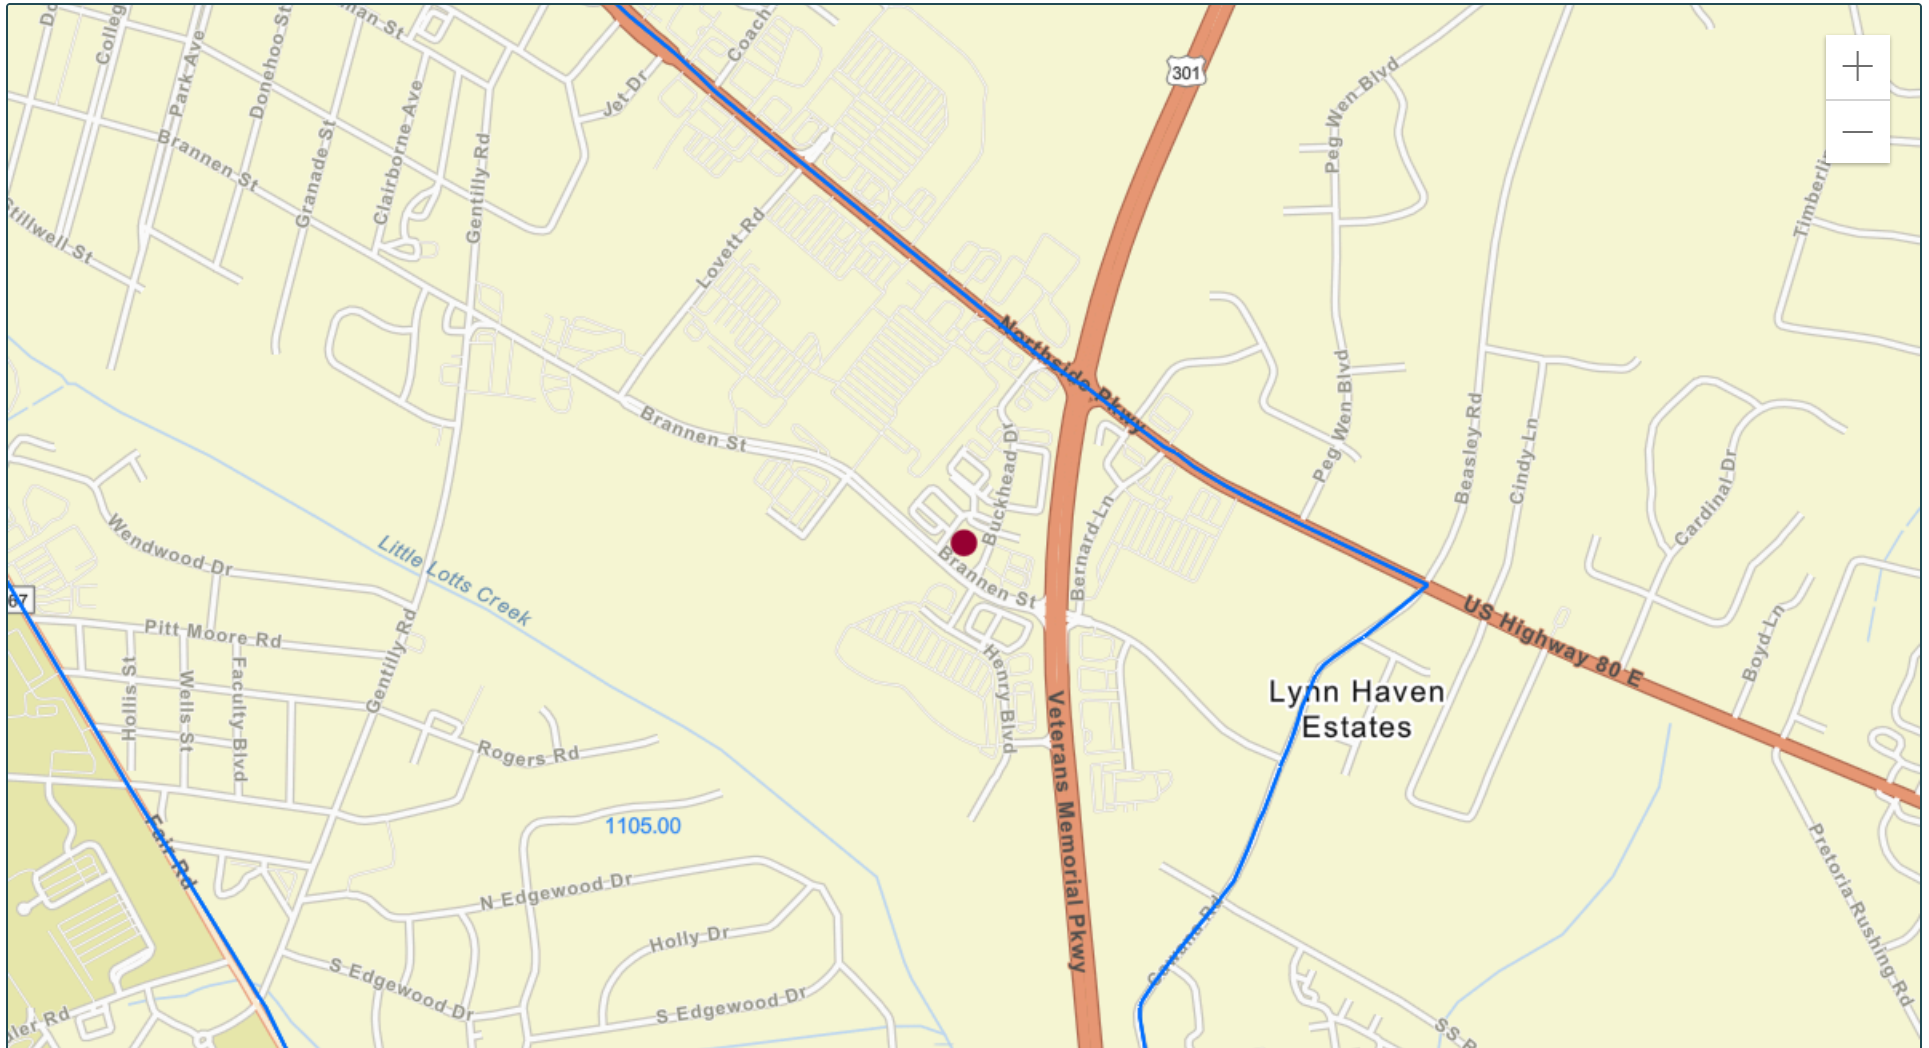 Park Ave
Donehoo St
Coach
301
Peg Wen Blvd
Jet Dr
Brannen St
Granade St
Clairborne Ave
Gentilly Rd
Stillwell St
Lovett Rd
Northside Pkwy
Peg Wen Blvd
Beasley Rd
Cindy Ln
Cardinal Dr
Brannen St
Buckhead D
Bernard Ln
Wendwood Dr
Little Lotts Creek
Brannen St
67
Pitt Moore Rd
Hollis St
Wells St
Faculty Blvd
Gentilly Rd
Henry Blvd
US Highway 80 E
Boyd Ln
Lynn Haven
Estates
Rogers Rd
Veterans Memorial Pkwy
1105.00
Fair Rd
N Edgewood Dr
Holly Dr
S Edgewood Dr
S Edgewood Dr
Cawana Rd
Pretoria Rushing Rd